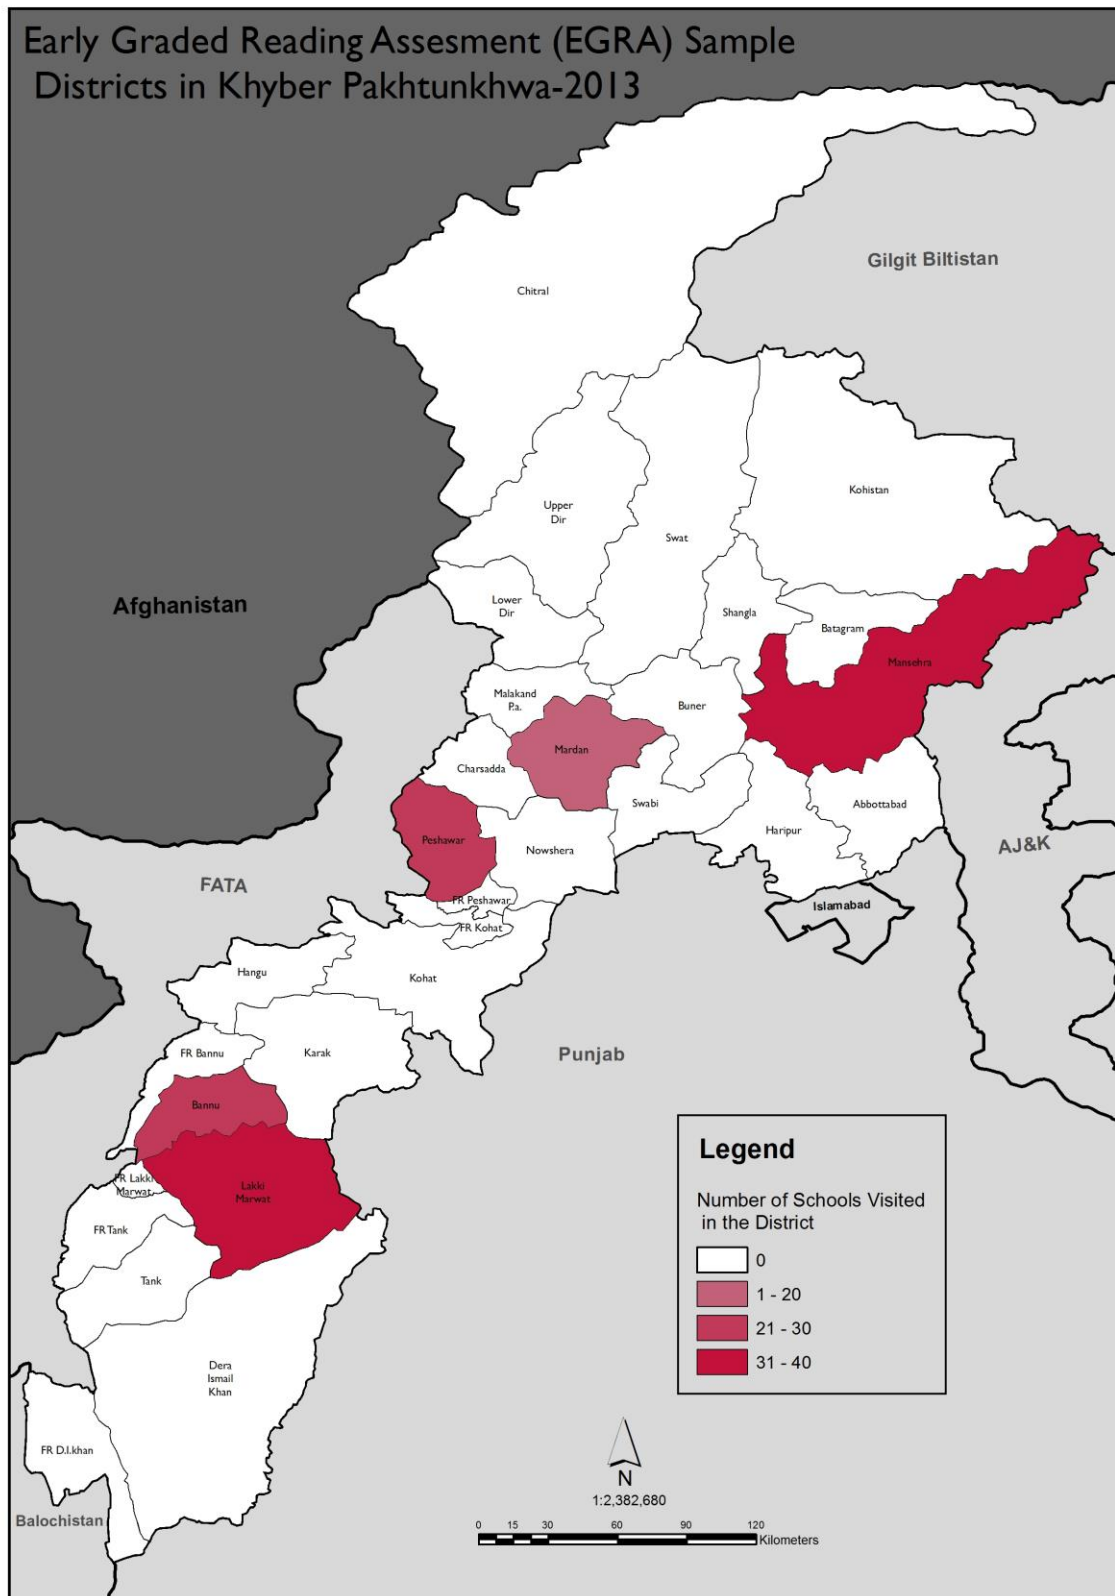 Early Graded Reading Assesment (EGRA) Sample
Districts in Khyber Pakhtunkhwa-2013
Gilgit Biltistan
Chitral
Kohistan
Upper
Dir
Swat
Afghanistan
Lower
Dir
Shangla
Batagram
Mansehra
Malakand
P.a.
Buner
Mardan
Charsadda
Swabi
Abbottabad
Haripur
Peshawar
Nowshera
AJ&K
FATA
FR Peshawar
Islamabad
FR Kohat
Hangu
Kohat
FR Bannu
Karak
Punjab
Bannu
FR Lakki
Marwat
Lakki
Marwat
FR Tank
Tank
Dera
Ismail
Khan
FR D.I.khan
Balochistan
Legend
Number of Schools Visited
in the District
0
1 - 20
21 - 30
31 - 40
N
1:2,382,680
0 15 30 60 90 120
Kilometers